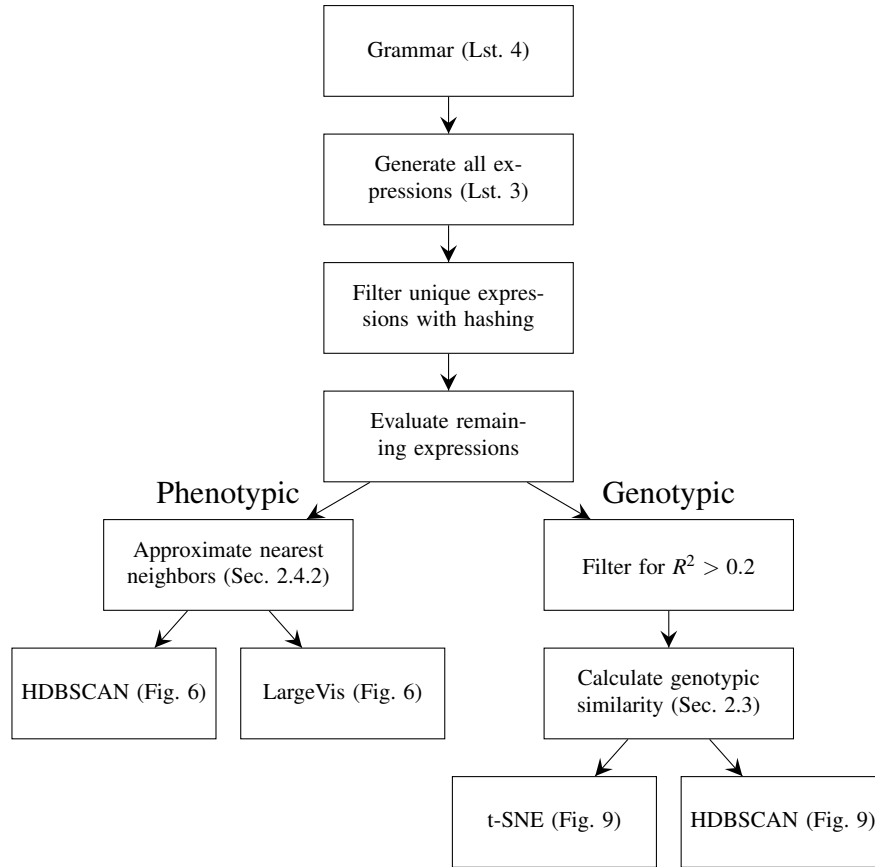 Grammar (Lst. 4)
Generate all ex-
pressions (Lst. 3)
Filter unique expres-
sions with hashing
Evaluate remain-
ing expressions
Phenotypic
Genotypic
Approximate nearest
neighbors (Sec. 2.4.2)
Filter for R² > 0.2
HDBSCAN (Fig. 6)
LargeVis (Fig. 6)
Calculate genotypic
similarity (Sec. 2.3)
t-SNE (Fig. 9)
HDBSCAN (Fig. 9)